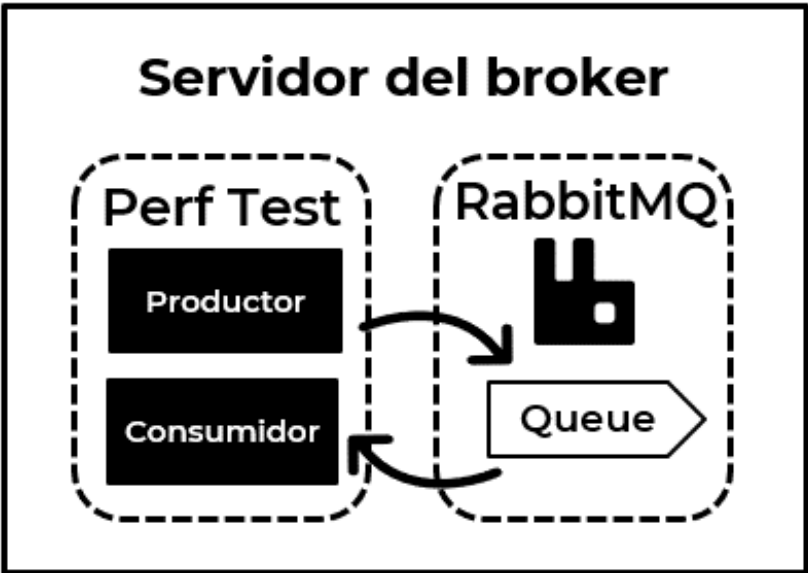 Servidor del broker
Perf Test
RabbitMQ
Productor
Consumidor
Queue